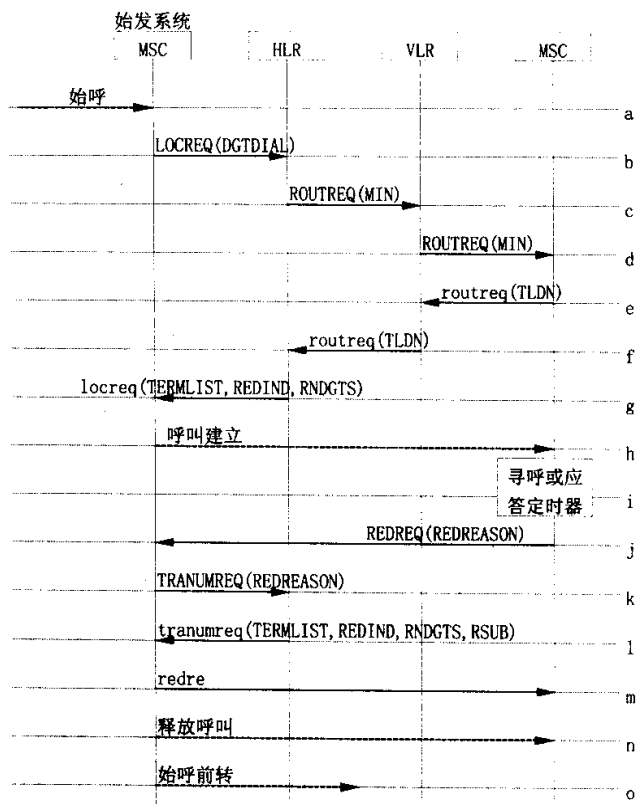 始发系统
MSC HLR VLR MSC
始呼
a
LOCREQ(DGTDIAL)
b
ROUTREQ(MIN)
c
ROUTREQ(MIN)
d
routreq(TLDN)
e
routreq(TLDN)
f
locreq(TERMLIST, REDIND, RNDGTS)
g
呼叫建立
h
寻呼或应
答定时器
i
REDREQ(REDREASON)
j
TRANUMREQ(REDREASON)
k
tranumreq(TERMLIST, REDIND, RNDGTS, RSUB)
l
redre
m
释放呼叫
n
始呼前转
o